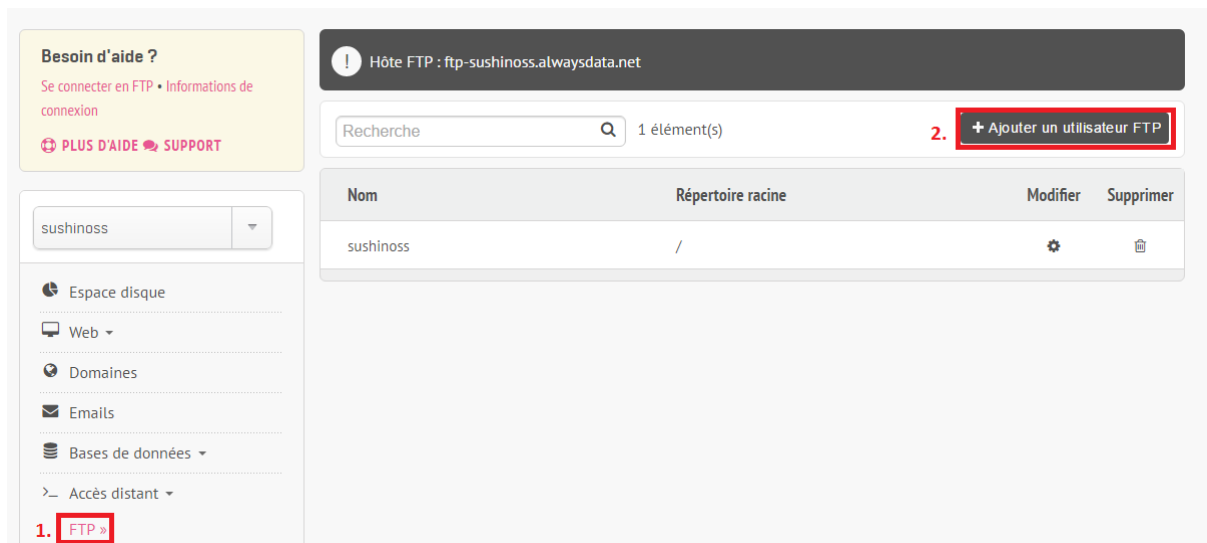 Besoin d'aide ?
Se connecter en FTP • Informations de
connexion
PLUS D'AIDE SUPPORT
sushinoss
Espace disque
Web
Domaines
Emails
Bases de données
Accès distant
1. FTP »
! Hôte FTP : ftp-sushinoss.alwaysdata.net
Recherche 1 élément(s) 2. + Ajouter un utilisateur FTP
Nom Répertoire racine Modifier Supprimer
sushinoss /